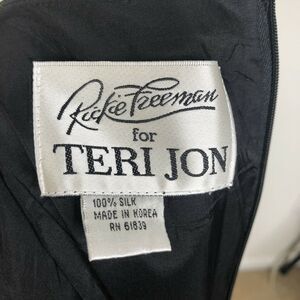 Rickie Freeman
for
TERI JON
100% SILK
MADE IN KOREA
RN 61839